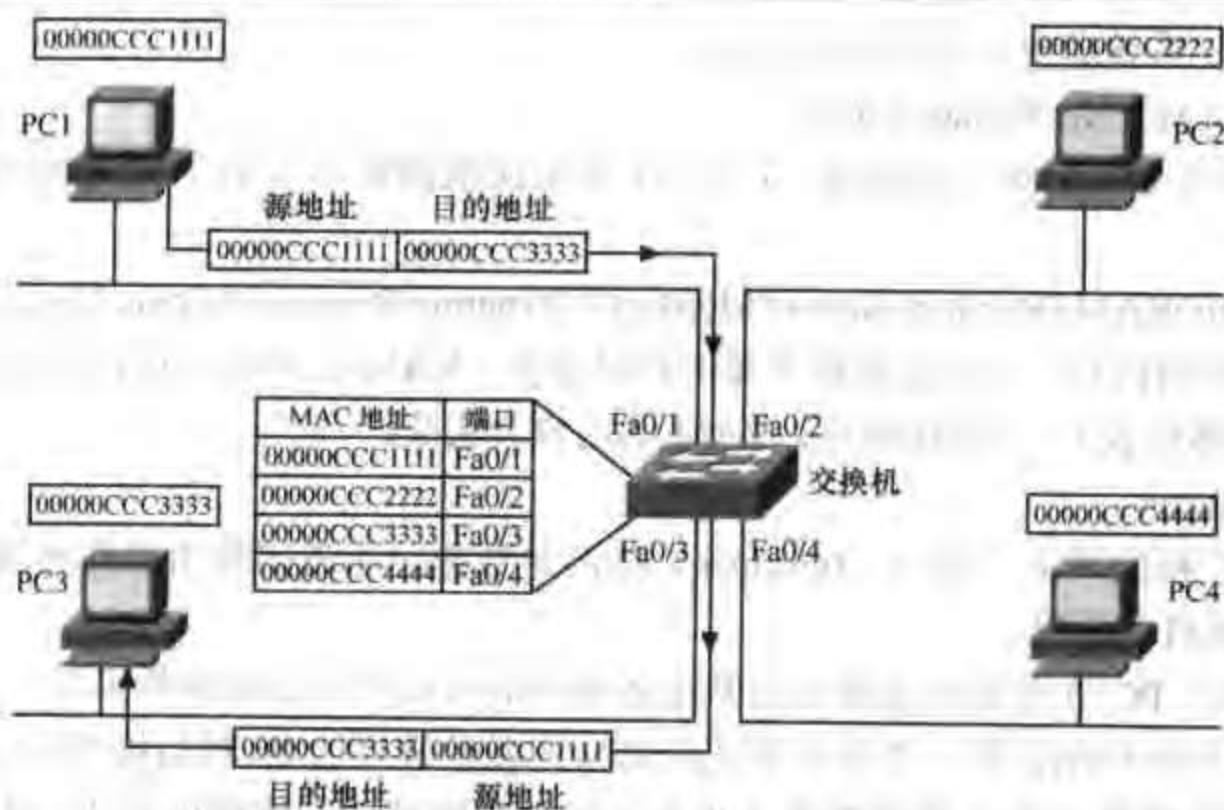 00000CCC1111
00000CCC2222
PC1
PC2
源地址 目的地址
00000CCC1111 00000CCC3333
MAC 地址 端口
00000CCC1111 Fa0/1
00000CCC2222 Fa0/2
00000CCC3333 Fa0/3
00000CCC4444 Fa0/4
Fa0/1 Fa0/2
交换机
Fa0/3 Fa0/4
00000CCC3333
00000CCC4444
PC3
PC4
00000CCC3333 00000CCC1111
目的地址 源地址